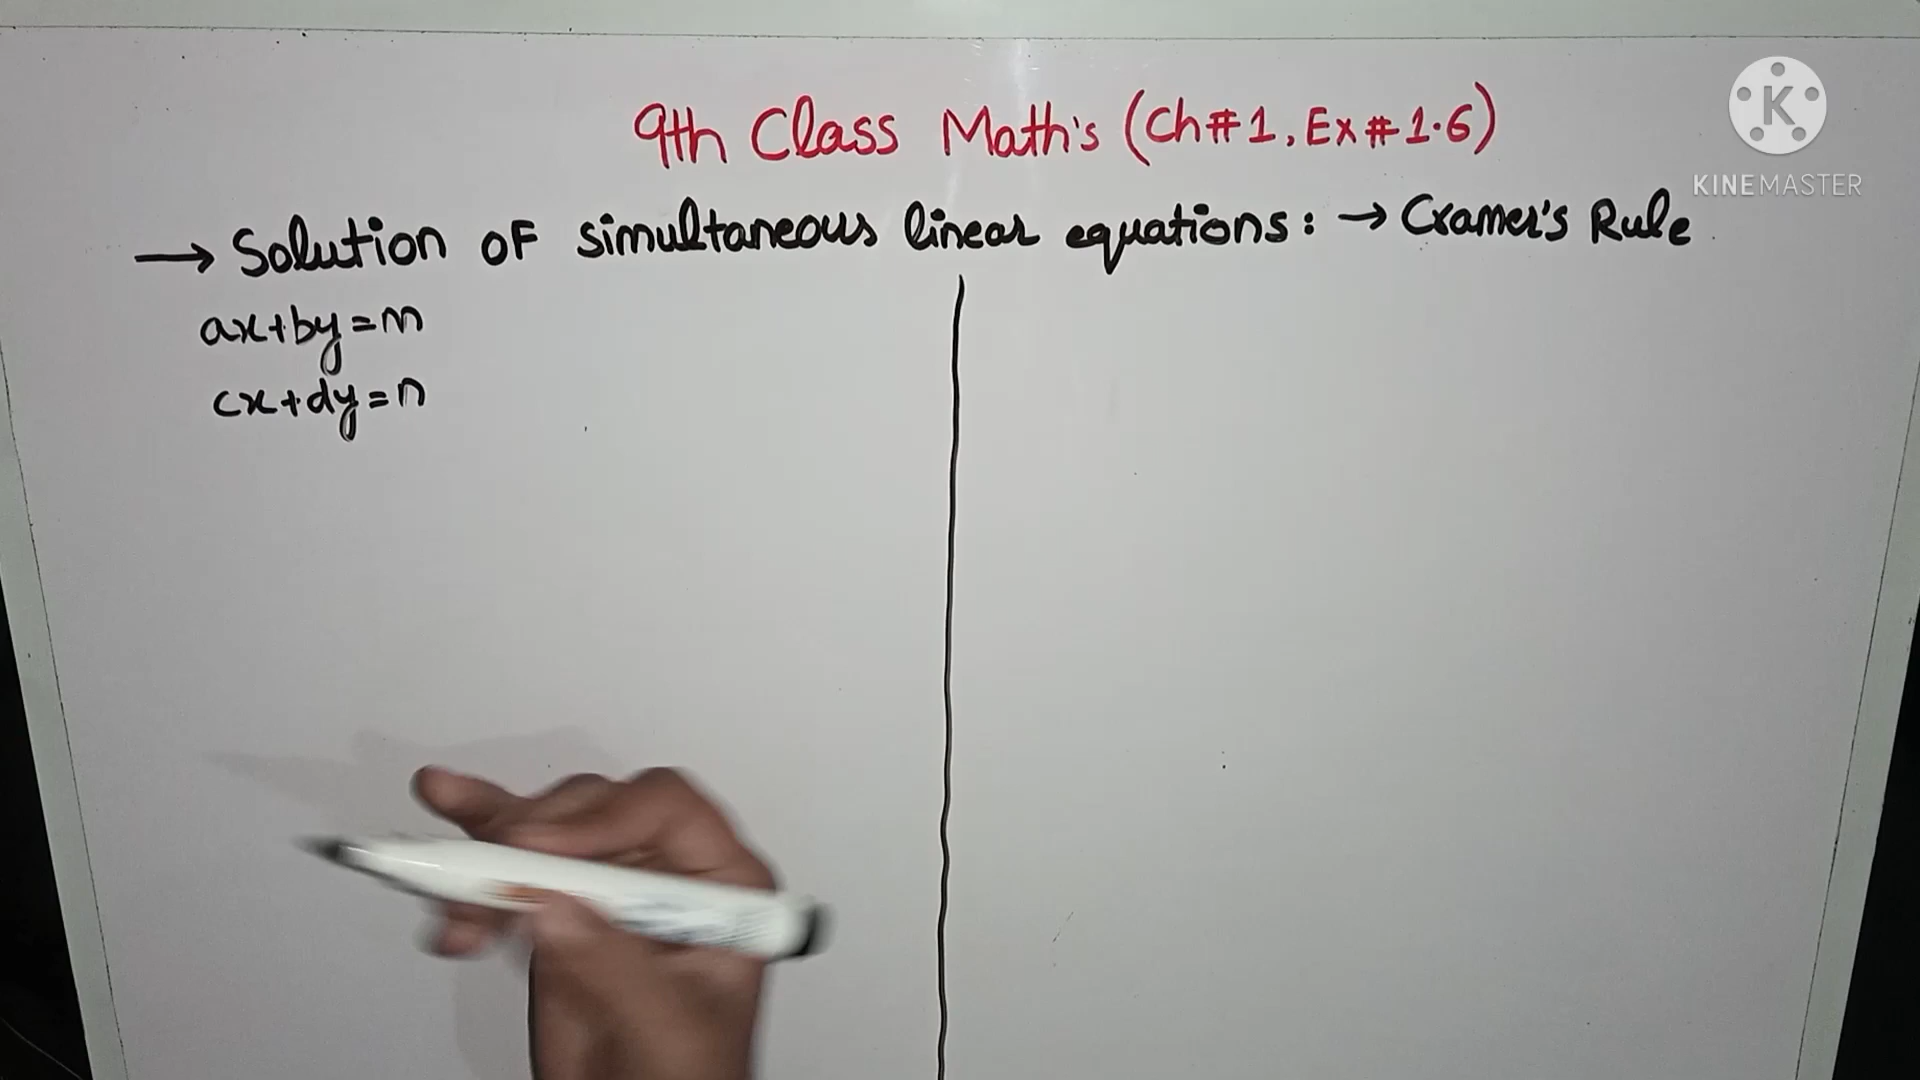 9th Class Math's (Ch#1, Ex#1.6)
KINEMASTER
→ Solution of simultaneous linear equations: → Cramer's Rule
ax+by=m
cx+dy=n